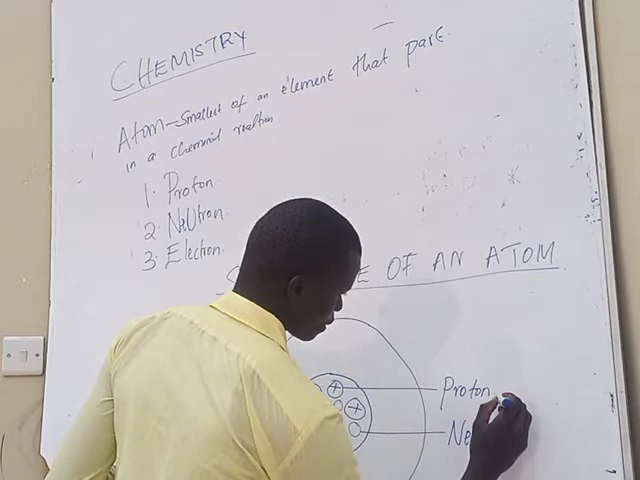 CHEMISTRY
Atom - Smallest of an element that part
in a chemical reaction.
1. Proton
2. Neutron
3. Electron.
OF AN ATOM
Proton
Ne